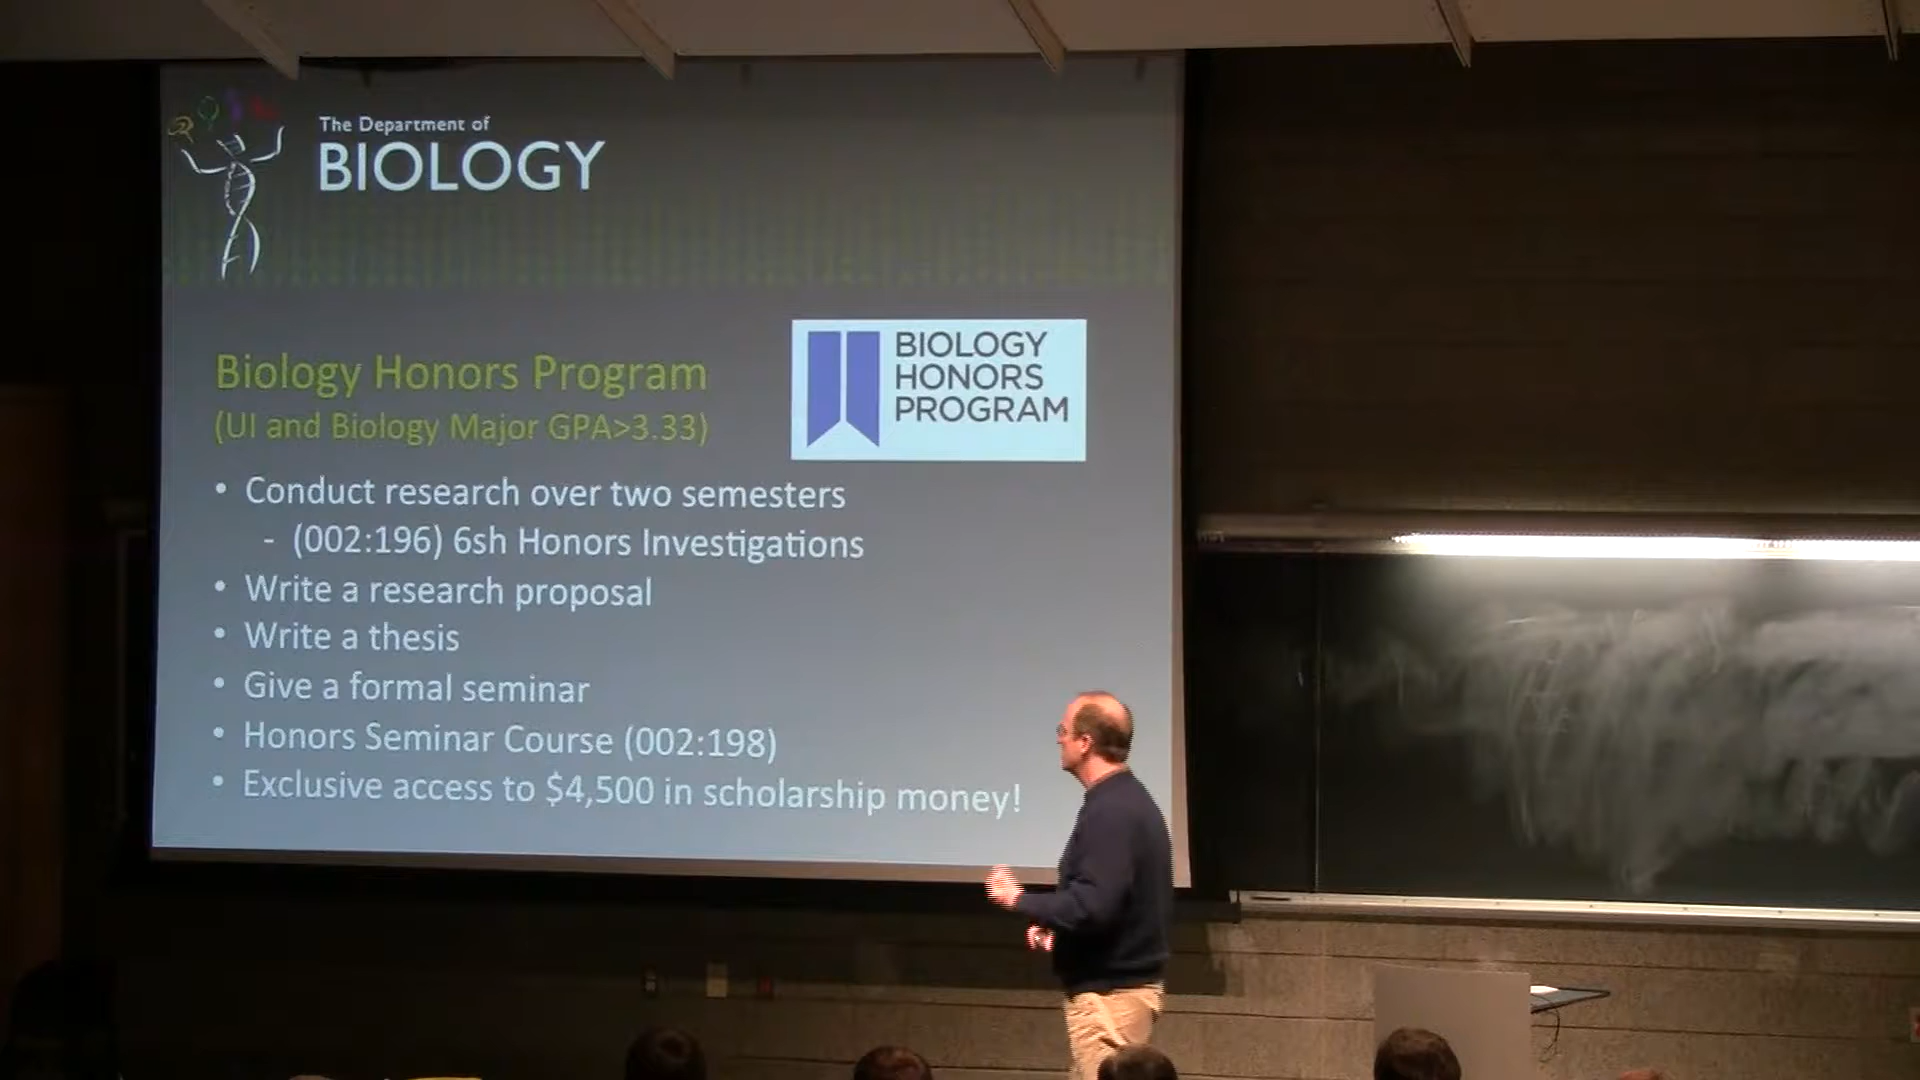 The Department of
BIOLOGY
BIOLOGY
HONORS
PROGRAM
Biology Honors Program
(UI and Biology Major GPA>3.33)
• Conduct research over two semesters
- (002:196) 6sh Honors Investigations
• Write a research proposal
• Write a thesis
• Give a formal seminar
• Honors Seminar Course (002:198)
• Exclusive access to $4,500 in scholarship money!